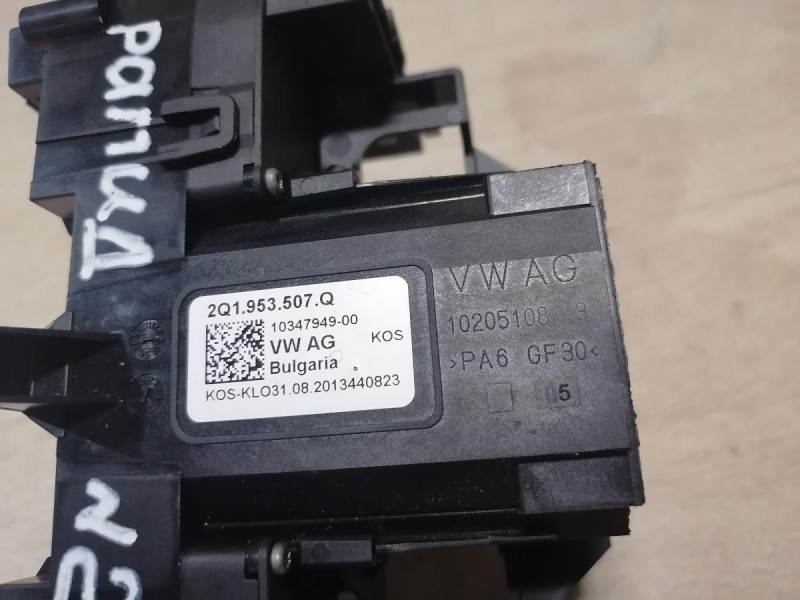 2Q1.953.507.Q
10347949-00
KOS
VW AG
Bulgaria
KOS-KLO31.08.2013440823
VW AG
10205108 3
>PA6 GF30<
05